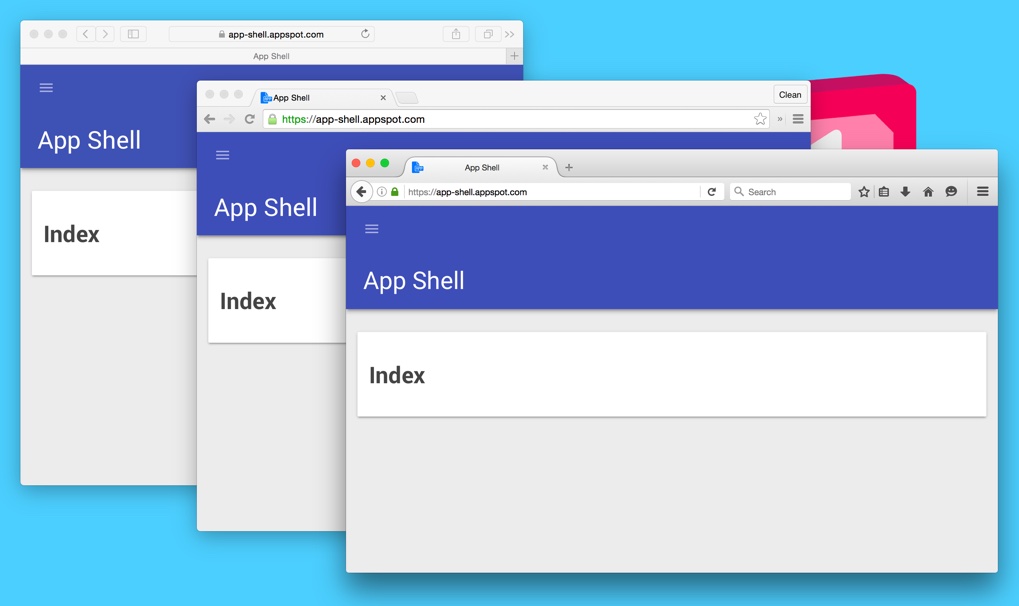 app-shell.appspot.com
App Shell
App Shell
Index
App Shell
Clean
https://app-shell.appspot.com
App Shell
Index
App Shell
https://app-shell.appspot.com
Search
App Shell
Index